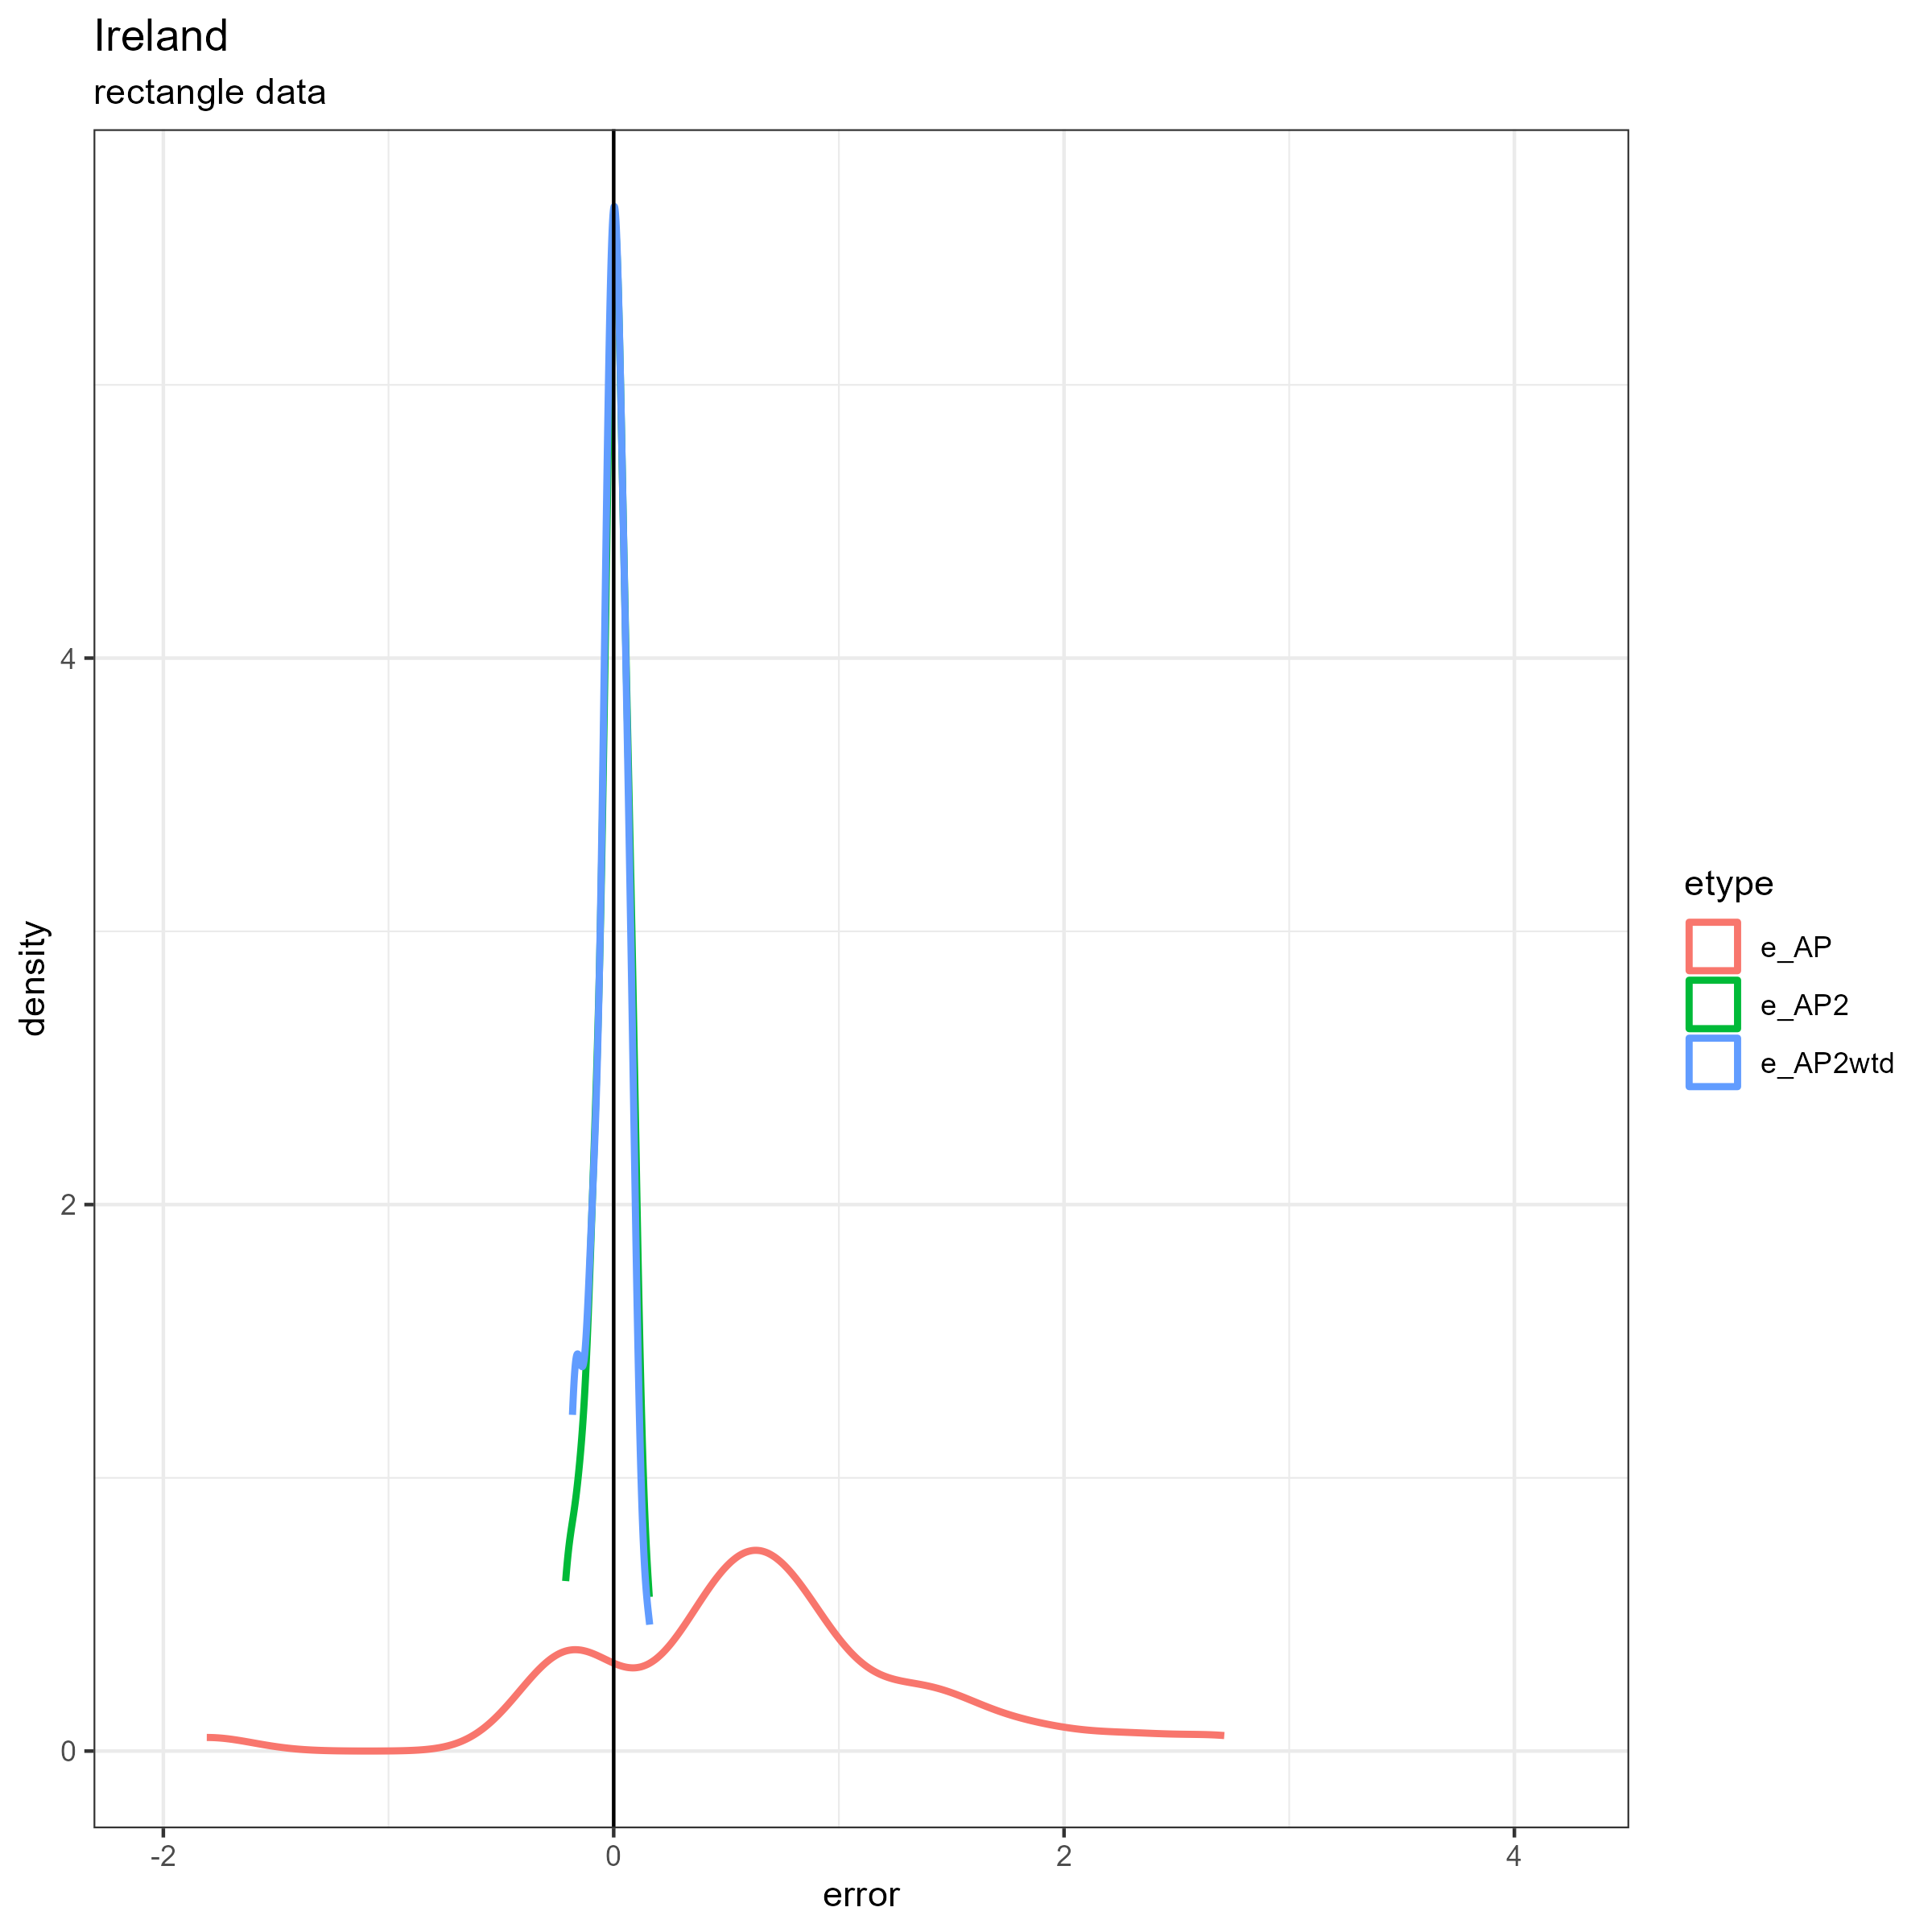 Ireland
rectangle data
density
4
2
0
-2
0
2
4
error
etype
e_AP
e_AP2
e_AP2wtd